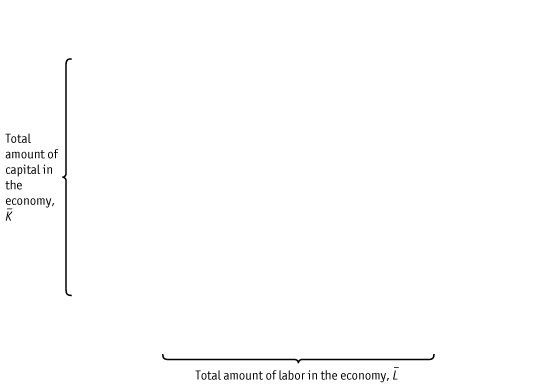 Total
amount of
capital in
the
economy,
K̅
Total amount of labor in the economy, L̅